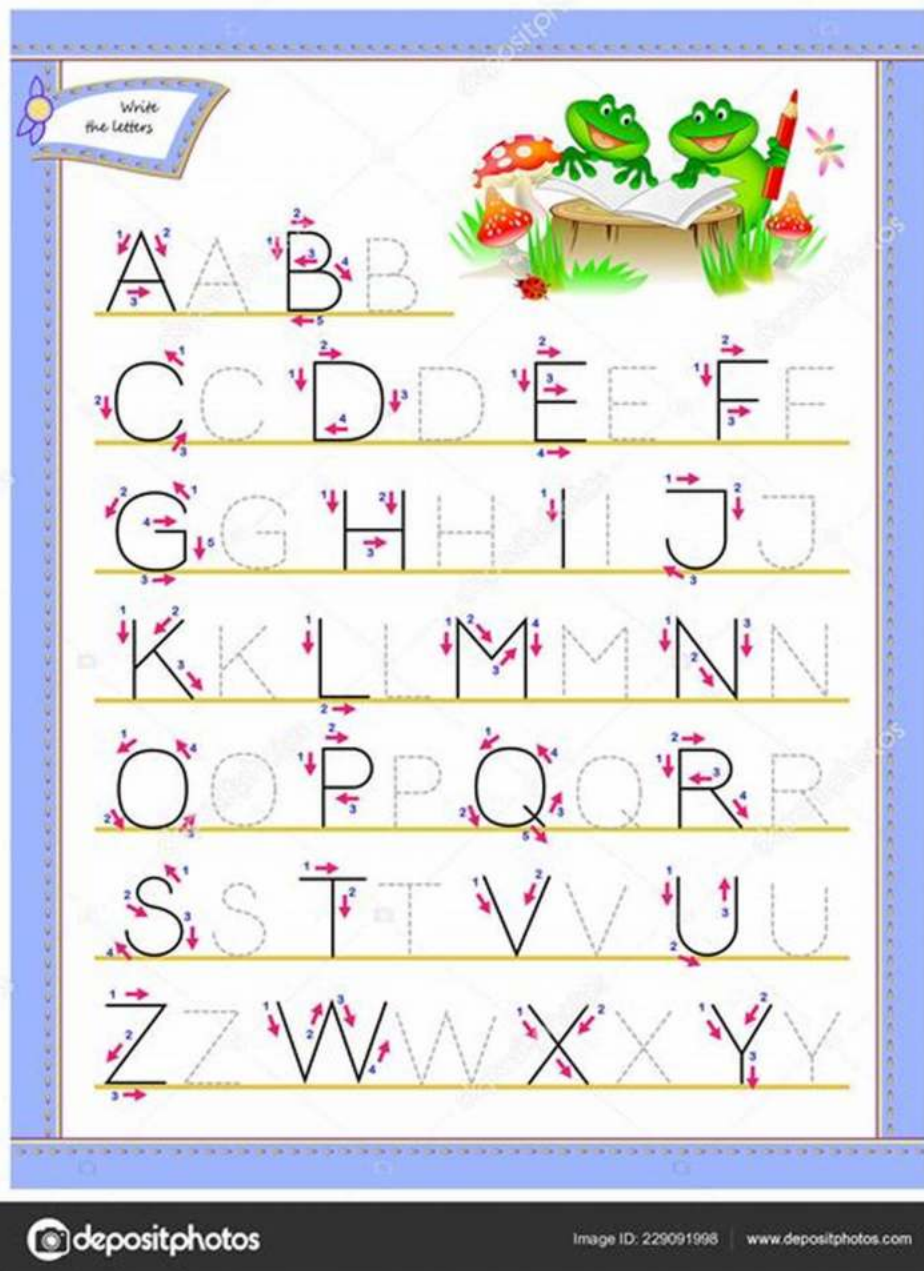 Write
the letters
A A B B
C C D D E E F F
G G H H I I J J
K K L L M M N N
O O P P Q Q R R
S S T T V V U U
Z Z W W X X Y Y
depositphotos
Image ID: 229091998 www.depositphotos.com